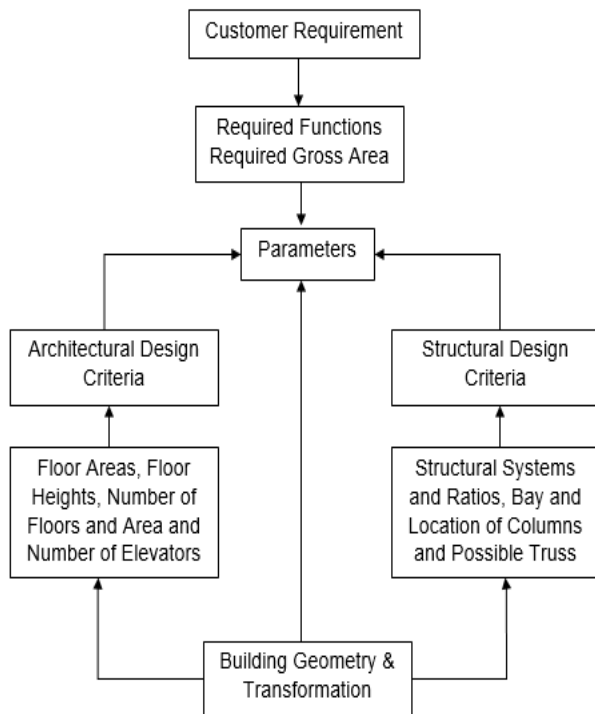 Customer Requirement
Required Functions
Required Gross Area
Parameters
Architectural Design
Criteria
Structural Design
Criteria
Floor Areas, Floor
Heights, Number of
Floors and Area and
Number of Elevators
Structural Systems
and Ratios, Bay and
Location of Columns
and Possible Truss
Building Geometry &
Transformation